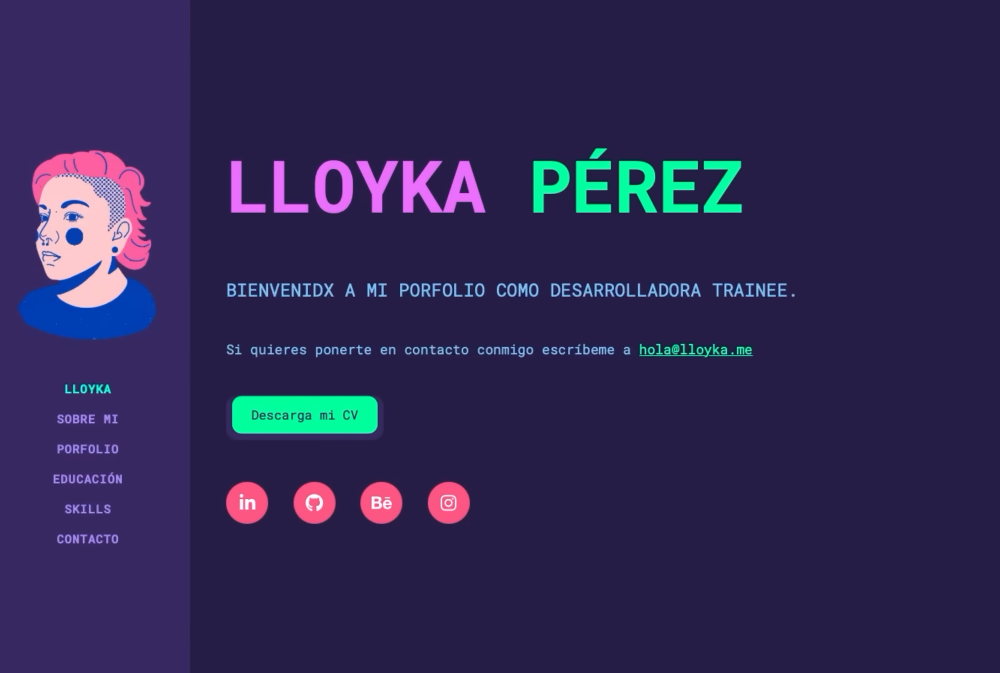 LLOYKA
SOBRE MI
PORFOLIO
EDUCACIÓN
SKILLS
CONTACTO
LLOYKA PÉREZ
BIENVENIDX A MI PORFOLIO COMO DESARROLLADORA TRAINEE.
Si quieres ponerte en contacto conmigo escríbeme a hola@lloyka.me
Descarga mi CV
in
Bē